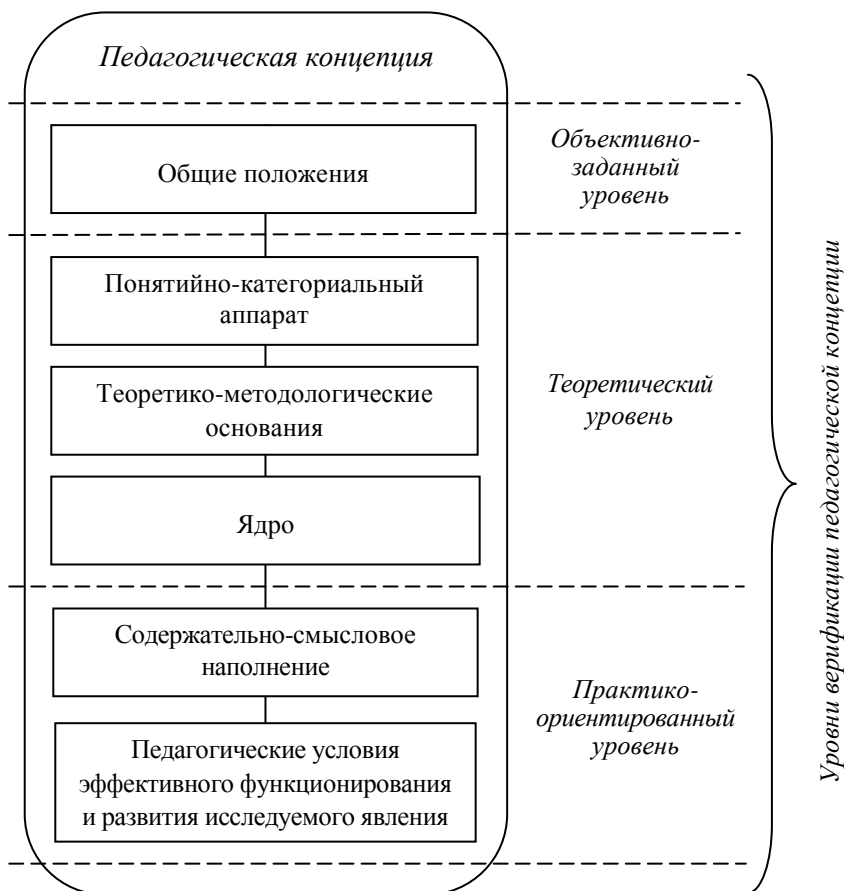 Педагогическая концепция
Объективно-
заданный
уровень
Общие положения
Понятийно-категориальный
аппарат
Теоретико-методологические
основания
Ядро
Теоретический
уровень
Содержательно-смысловое
наполнение
Педагогические условия
эффективного функционирования
и развития исследуемого явления
Практико-
ориентированный
уровень
Уровни верификации педагогической концепции